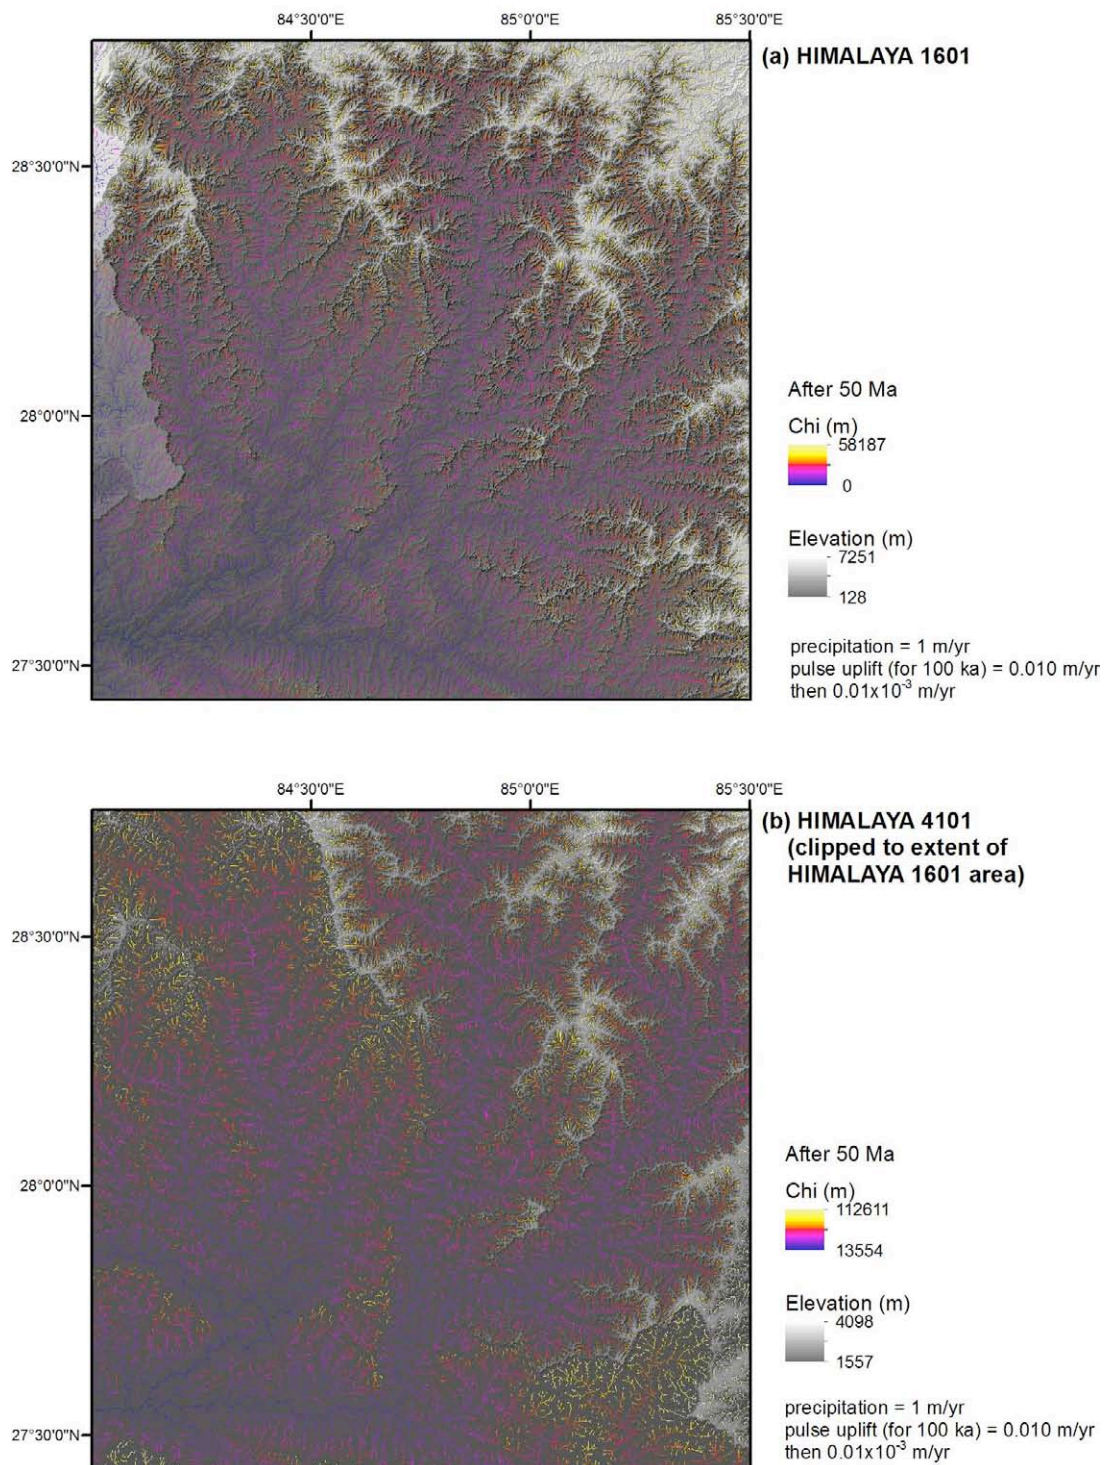 84°30'0"E 85°0'0"E 85°30'0"E
(a) HIMALAYA 1601
28°30'0"N
28°0'0"N
After 50 Ma
Chi (m)
58187
0
Elevation (m)
7251
128
27°30'0"N
precipitation = 1 m/yr
pulse uplift (for 100 ka) = 0.010 m/yr
then 0.01x10⁻³ m/yr
84°30'0"E 85°0'0"E 85°30'0"E
(b) HIMALAYA 4101
(clipped to extent of
HIMALAYA 1601 area)
28°30'0"N
After 50 Ma
28°0'0"N
Chi (m)
112611
13554
Elevation (m)
4098
1557
precipitation = 1 m/yr
pulse uplift (for 100 ka) = 0.010 m/yr
27°30'0"N
then 0.01x10⁻³ m/yr